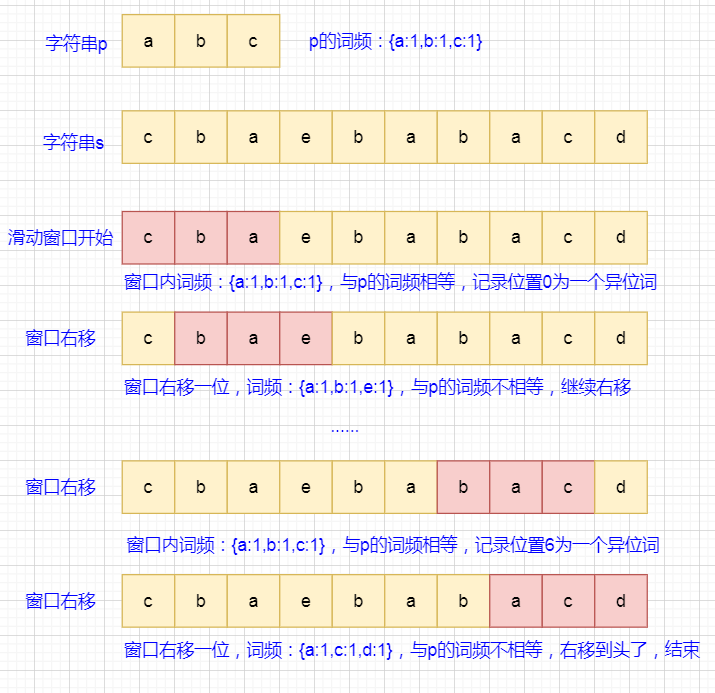 字符串p a b c p的词频：{a:1,b:1,c:1}
字符串s c b a e b a b a c d
滑动窗口开始 c b a e b a b a c d
窗口内词频：{a:1,b:1,c:1}，与p的词频相等，记录位置0为一个异位词
窗口右移 c b a e b a b a c d
窗口右移一位，词频：{a:1,b:1,e:1}，与p的词频不相等，继续右移
......
窗口右移 c b a e b a b a c d
窗口内词频：{a:1,b:1,c:1}，与p的词频相等，记录位置6为一个异位词
窗口右移 c b a e b a b a c d
窗口右移一位，词频：{a:1,c:1,d:1}，与p的词频不相等，右移到头了，结束